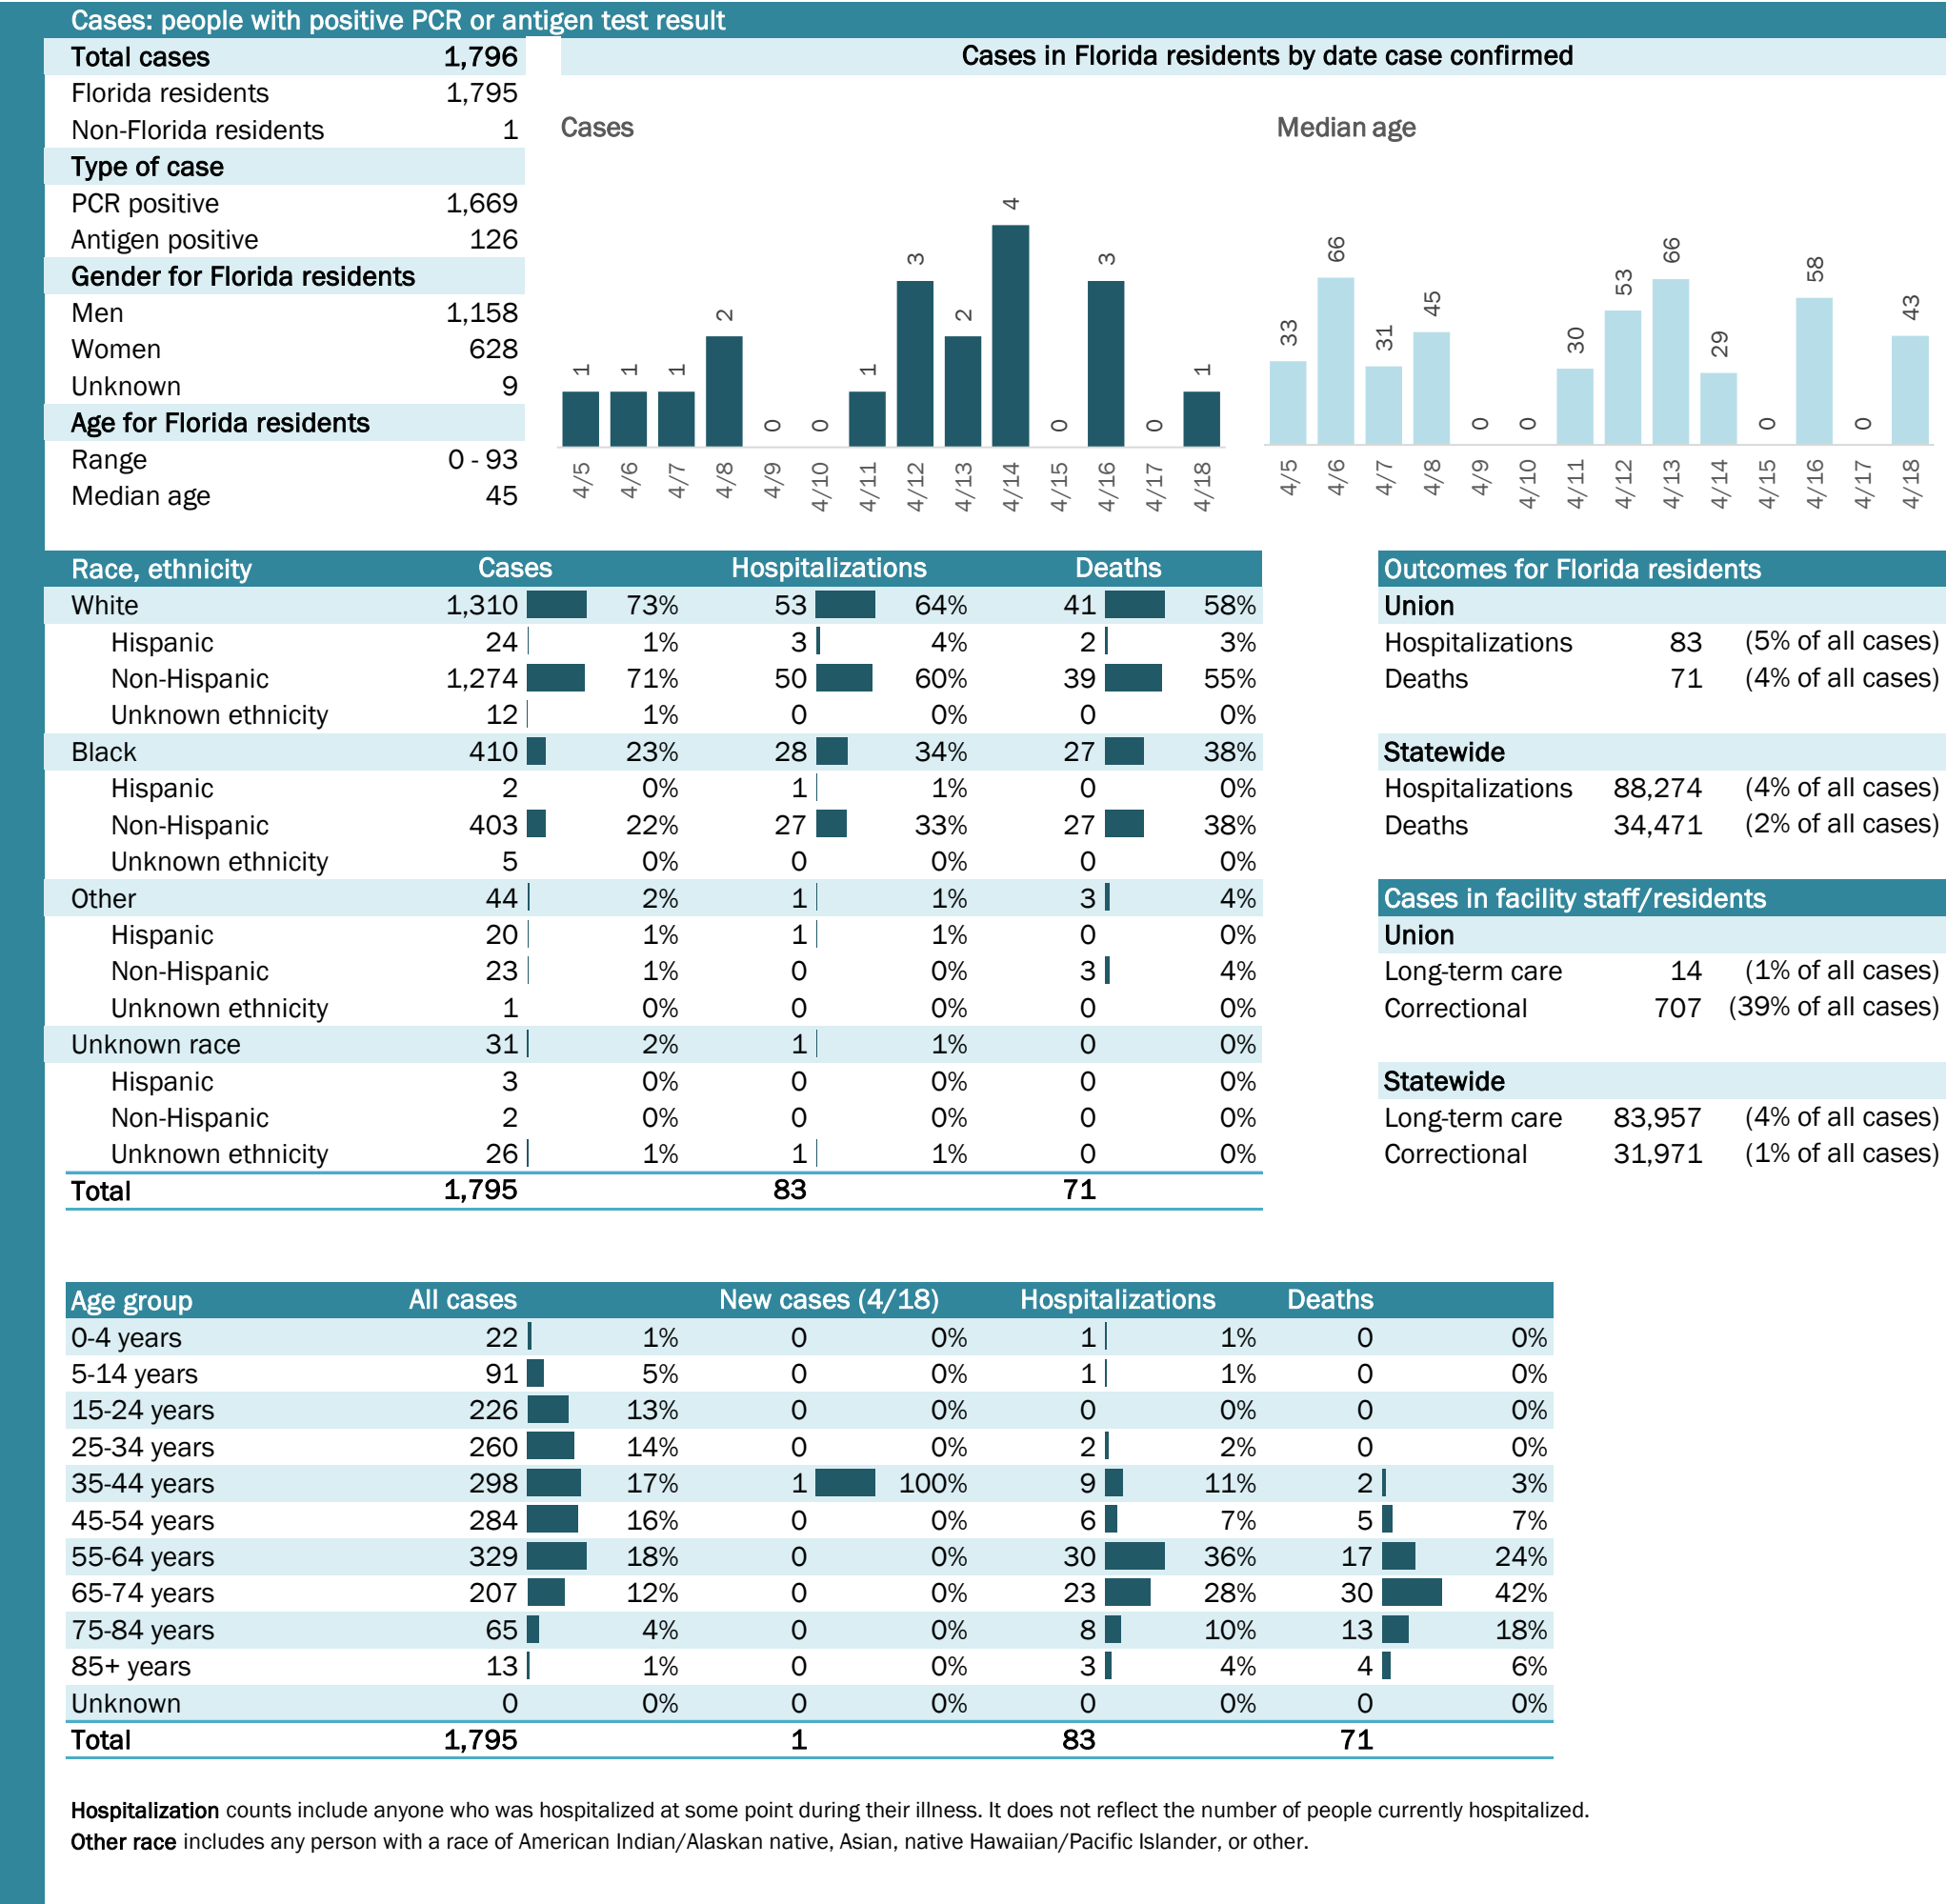 Cases: people with positive PCR or antigen test result
Total cases 1,796
Florida residents 1,795
Non-Florida residents 1
Type of case
PCR positive 1,669
Antigen positive 126
Gender for Florida residents
Men 1,158
Women 628
Unknown 9
Age for Florida residents
Range 0 - 93
Median age 45
Cases in Florida residents by date case confirmed
Cases
1 1 1 2 0 0 1 3 2 4 0 3 0 1
4/5 4/6 4/7 4/8 4/9 4/10 4/11 4/12 4/13 4/14 4/15 4/16 4/17 4/18
Median age
33 66 31 45 0 0 30 53 66 29 0 58 0 43
4/5 4/6 4/7 4/8 4/9 4/10 4/11 4/12 4/13 4/14 4/15 4/16 4/17 4/18
Race, ethnicity Cases Hospitalizations Deaths
White 1,310 73% 53 64% 41 58%
Hispanic 24 1% 3 4% 2 3%
Non-Hispanic 1,274 71% 50 60% 39 55%
Unknown ethnicity 12 1% 0 0% 0 0%
Black 410 23% 28 34% 27 38%
Hispanic 2 0% 1 1% 0 0%
Non-Hispanic 403 22% 27 33% 27 38%
Unknown ethnicity 5 0% 0 0% 0 0%
Other 44 2% 1 1% 3 4%
Hispanic 20 1% 1 1% 0 0%
Non-Hispanic 23 1% 0 0% 3 4%
Unknown ethnicity 1 0% 0 0% 0 0%
Unknown race 31 2% 1 1% 0 0%
Hispanic 3 0% 0 0% 0 0%
Non-Hispanic 2 0% 0 0% 0 0%
Unknown ethnicity 26 1% 1 1% 0 0%
Total 1,795 83 71
Outcomes for Florida residents
Union
Hospitalizations 83 (5% of all cases)
Deaths 71 (4% of all cases)
Statewide
Hospitalizations 88,274 (4% of all cases)
Deaths 34,471 (2% of all cases)
Cases in facility staff/residents
Union
Long-term care 14 (1% of all cases)
Correctional 707 (39% of all cases)
Statewide
Long-term care 83,957 (4% of all cases)
Correctional 31,971 (1% of all cases)
Age group All cases New cases (4/18) Hospitalizations Deaths
0-4 years 22 1% 0 0% 1 1% 0 0%
5-14 years 91 5% 0 0% 1 1% 0 0%
15-24 years 226 13% 0 0% 0 0% 0 0%
25-34 years 260 14% 0 0% 2 2% 0 0%
35-44 years 298 17% 1 100% 9 11% 2 3%
45-54 years 284 16% 0 0% 6 7% 5 7%
55-64 years 329 18% 0 0% 30 36% 17 24%
65-74 years 207 12% 0 0% 23 28% 30 42%
75-84 years 65 4% 0 0% 8 10% 13 18%
85+ years 13 1% 0 0% 3 4% 4 6%
Unknown 0 0% 0 0% 0 0% 0 0%
Total 1,795 1 83 71
Hospitalization counts include anyone who was hospitalized at some point during their illness. It does not reflect the number of people currently hospitalized.
Other race includes any person with a race of American Indian/Alaskan native, Asian, native Hawaiian/Pacific Islander, or other.